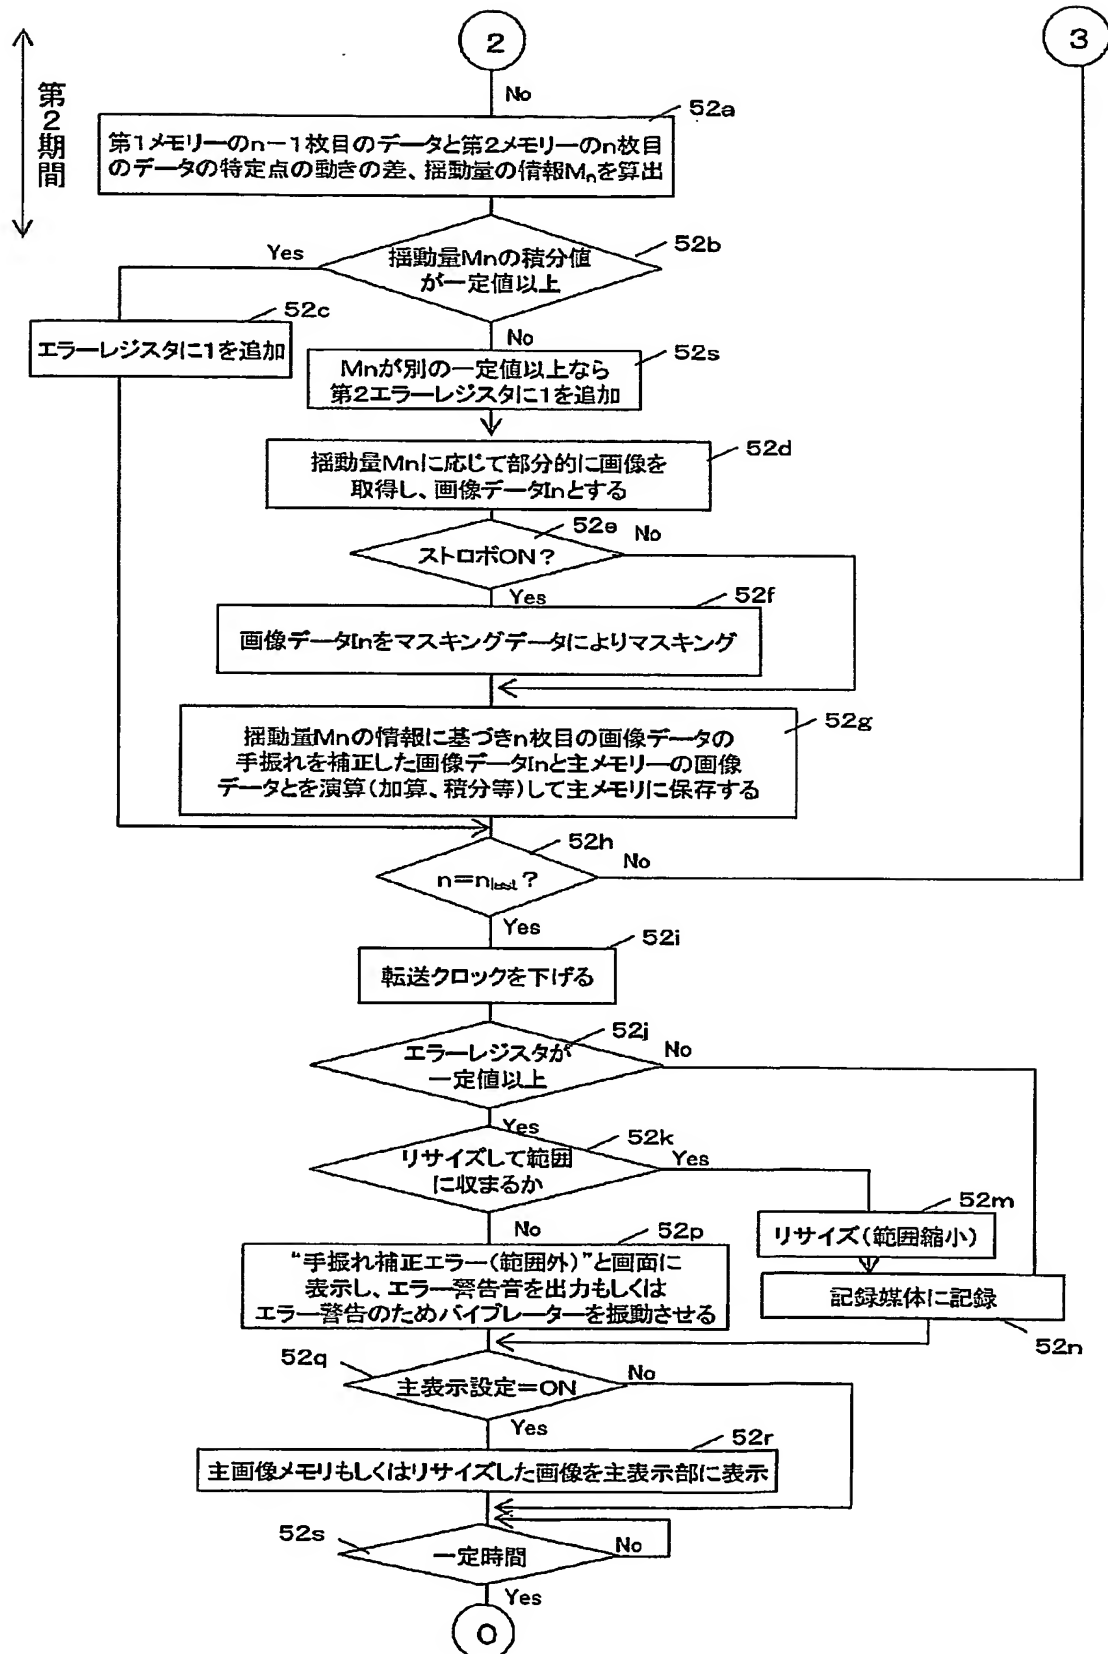 2
3
第2期間
No
52a
第1メモリーのn−1枚目のデータと第2メモリーのn枚目
のデータの特定点の動きの差、揺動量の情報Mnを算出
52b
Yes
揺動量Mnの積分値
が一定値以上
52c
エラーレジスタに1を追加
No
52s
Mnが別の一定値以上なら
第2エラーレジスタに1を追加
52d
揺動量Mnに応じて部分的に画像を
取得し、画像データInとする
52e
No
ストロボON?
Yes
52f
画像データInをマスキングデータによりマスキング
52g
揺動量Mnの情報に基づきn枚目の画像データの
手振れを補正した画像データInと主メモリーの画像
データとを演算(加算、積分等)して主メモリに保存する
52h
No
n=nlast?
Yes
52i
転送クロックを下げる
52j
No
エラーレジスタが
一定値以上
Yes
52k
Yes
リサイズして範囲
に収まるか
52m
リサイズ(範囲縮小)
No
52p
“手振れ補正エラー(範囲外)”と画面に
表示し、エラー警告音を出力もしくは
エラー警告のためバイブレーターを振動させる
記録媒体に記録
52n
52q
No
主表示設定=ON
Yes
52r
主画像メモリもしくはリサイズした画像を主表示部に表示
52s
No
一定時間
Yes
0